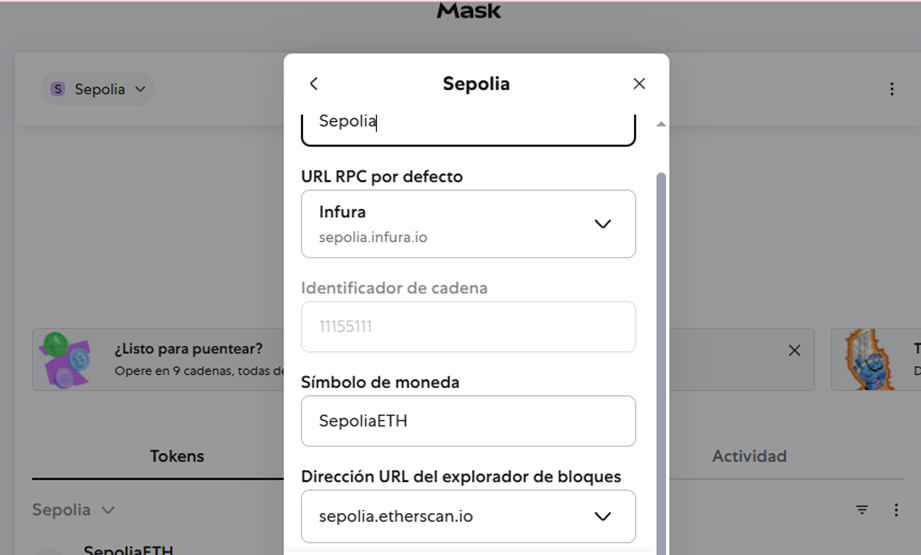 Mask
Sepolia
Sepolia
Sepolia
URL RPC por defecto
Infura
sepolia.infura.io
Identificador de cadena
11155111
¿Listo para puentear?
Opere en 9 cadenas, todas
Símbolo de moneda
SepoliaETH
Tokens
Actividad
Dirección URL del explorador de bloques
Sepolia
sepolia.etherscan.io
SepoliaETH